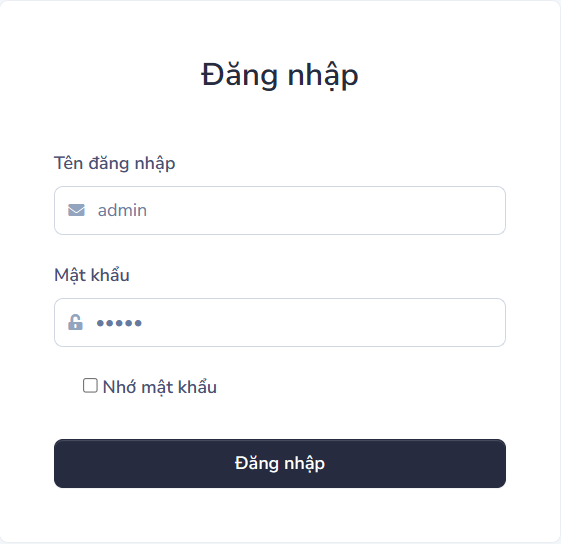 Đăng nhập
Tên đăng nhập
admin
Mật khẩu
•••••
Nhớ mật khẩu
Đăng nhập